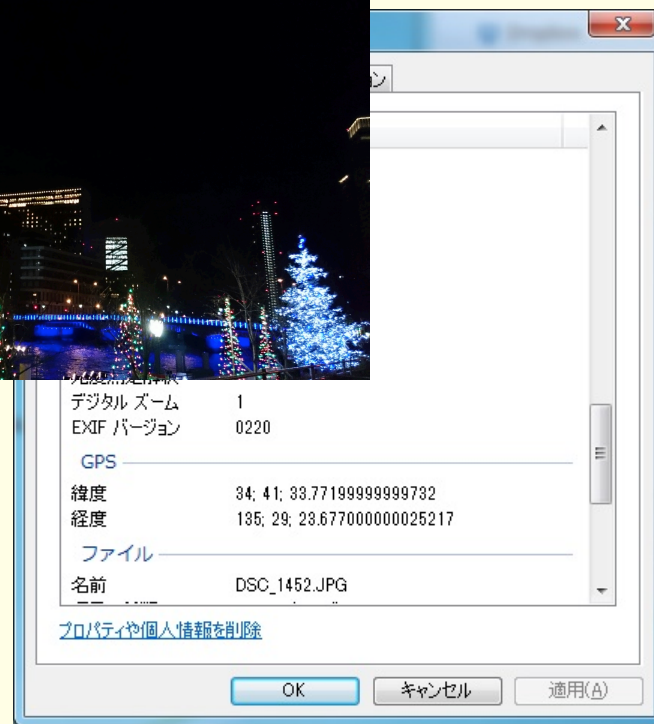 ン
デジタル ズーム 1
EXIF バージョン 0220
GPS
緯度 34; 41; 33.77199999999732
経度 135; 29; 23.677000000025217
ファイル
名前 DSC_1452.JPG
プロパティや個人情報を削除
OK キャンセル 適用(A)